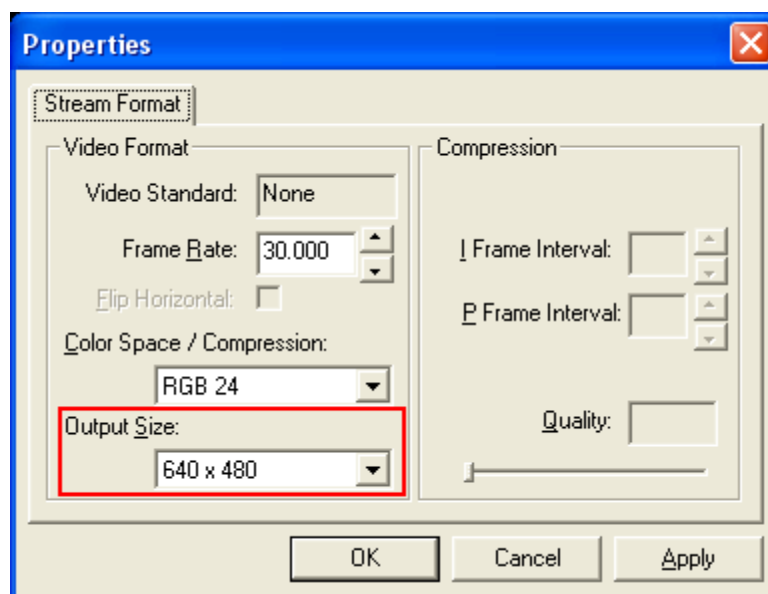 Properties
Stream Format
Video Format
Video Standard: None
Frame Rate: 30.000
Flip Horizontal:
Color Space / Compression:
RGB 24
Output Size:
640 x 480
Compression
I Frame Interval:
P Frame Interval:
Quality:
OK Cancel Apply